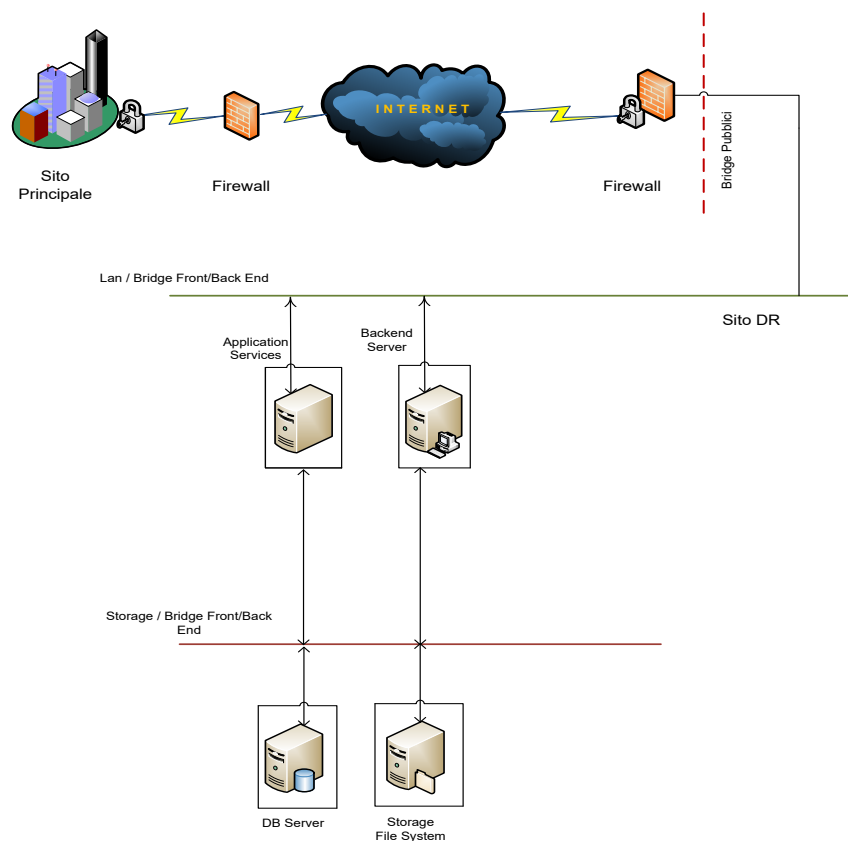 INTERNET
Sito
Principale
Firewall
Firewall
Bridge Pubblici
Lan / Bridge Front/Back End
Sito DR
Application
Services
Backend
Server
Storage / Bridge Front/Back
End
DB Server
Storage
File System